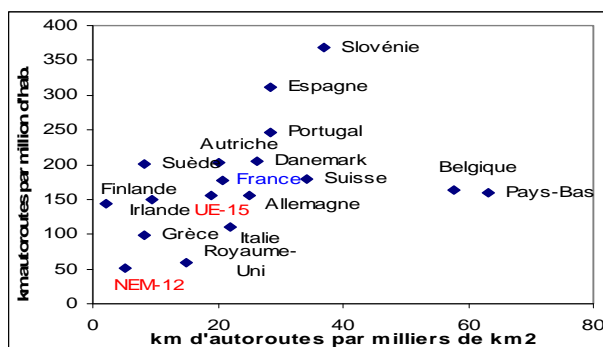 400
350
300
250
200
150
100
50
0
km autoroutes par million d'hab.
Slovénie
Espagne
Portugal
Autriche
Suède
Danemark
France
Suisse
Belgique
Pays-Bas
Finlande
Irlande
UE-15
Allemagne
Grèce
Italie
Royaume-
Uni
NEM-12
0 20 40 60 80
km d'autoroutes par milliers de km2